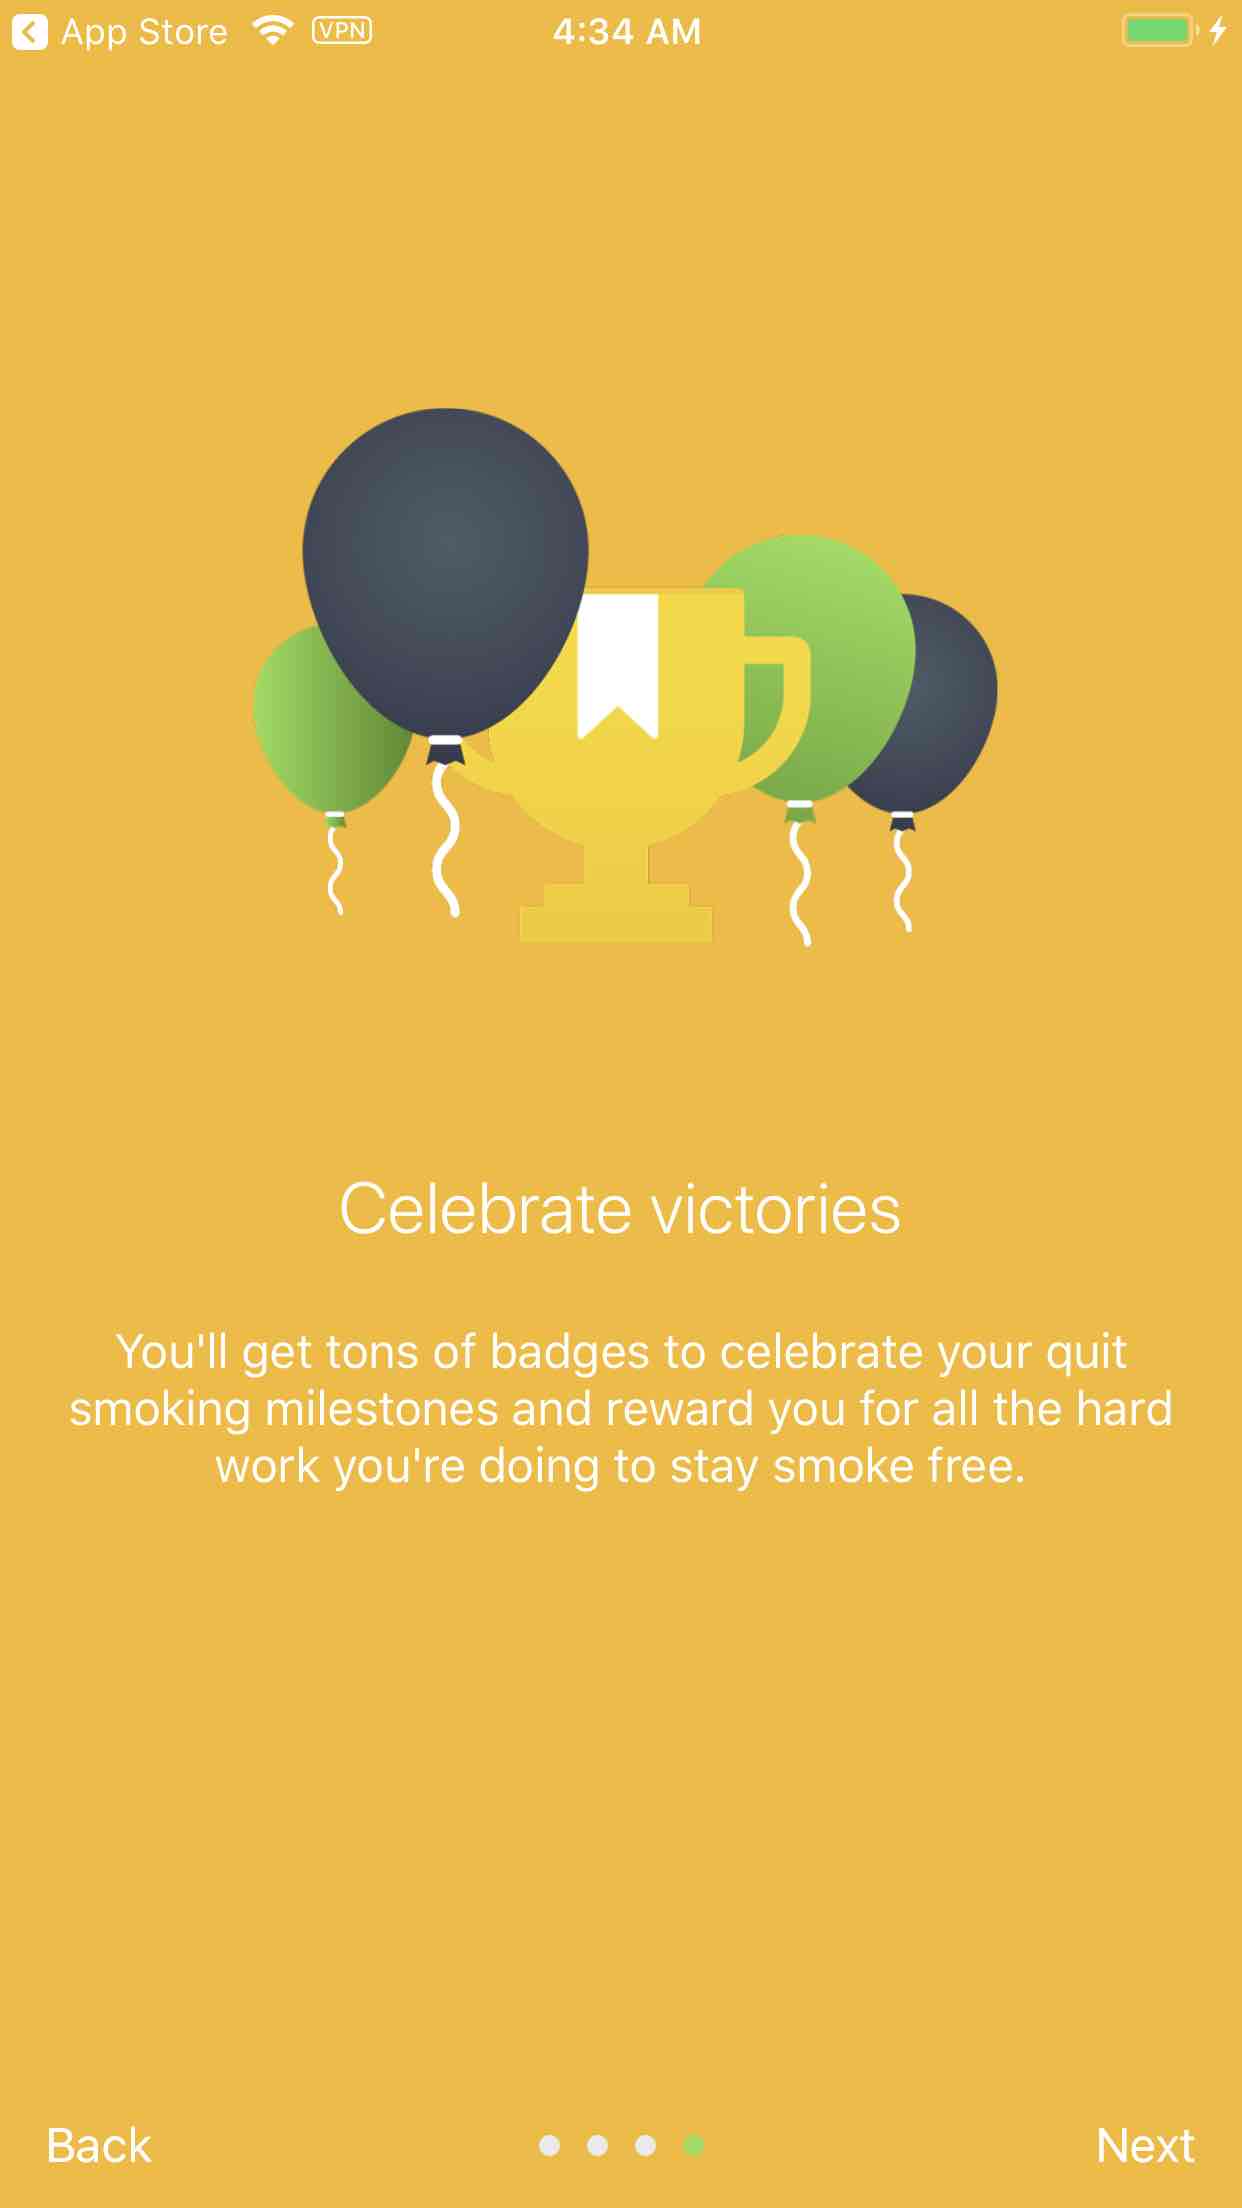 App Store VPN 4:34 AM
Celebrate victories
You'll get tons of badges to celebrate your quit
smoking milestones and reward you for all the hard
work you're doing to stay smoke free.
Back Next